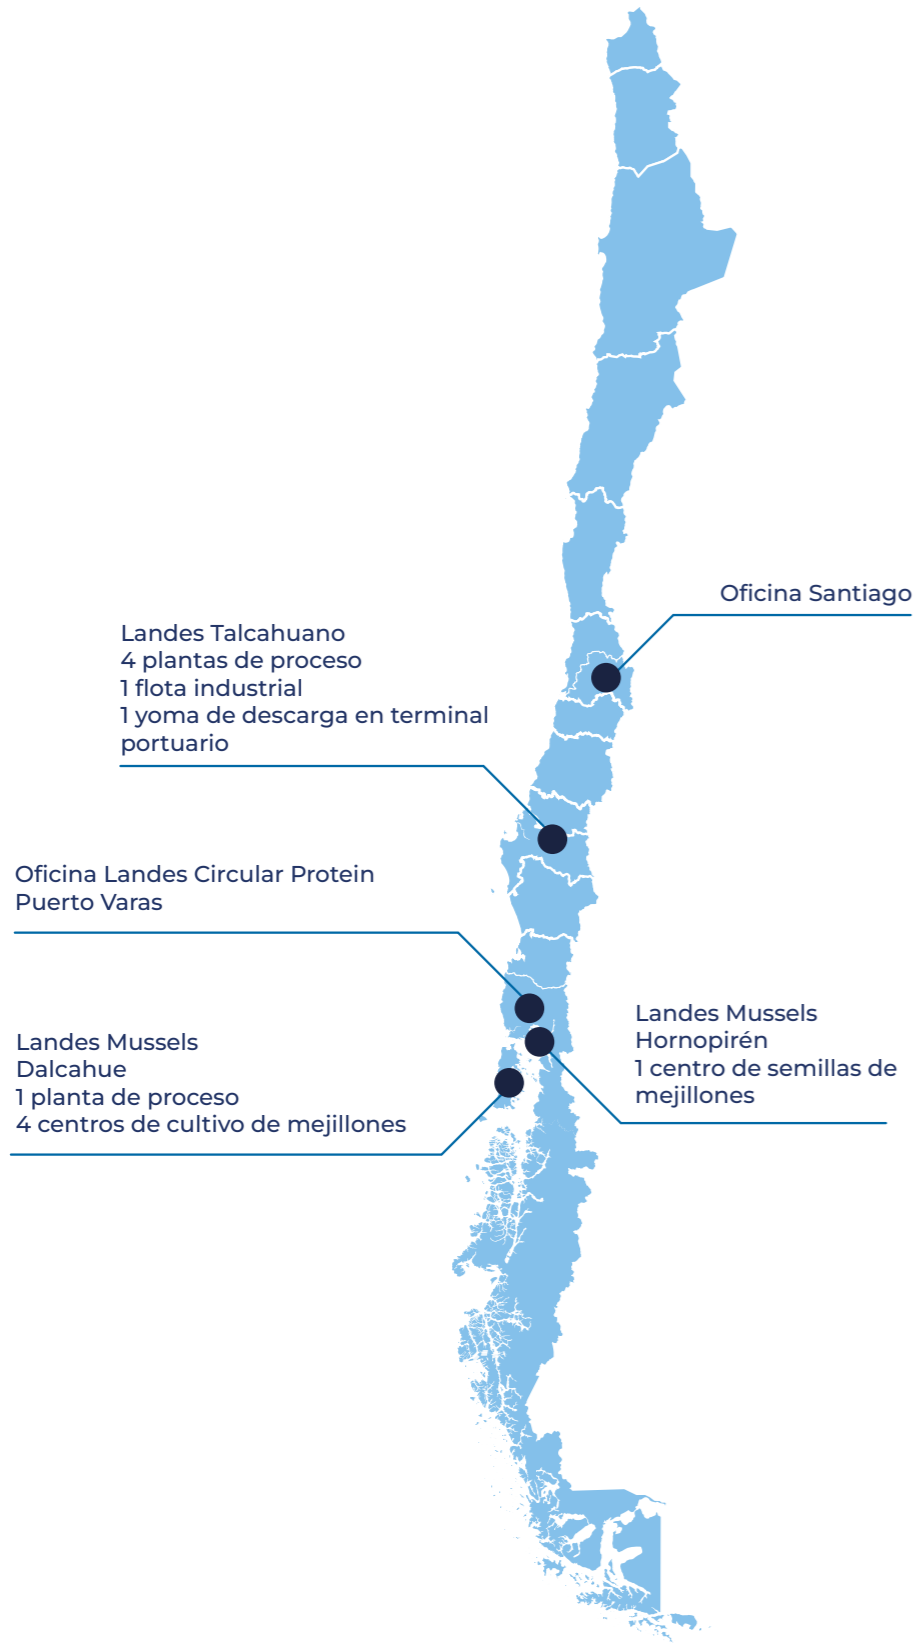 Oficina Santiago
Landes Talcahuano
4 plantas de proceso
1 flota industrial
1 yoma de descarga en terminal
portuario
Oficina Landes Circular Protein
Puerto Varas
Landes Mussels
Hornopirén
1 centro de semillas de
mejillones
Landes Mussels
Dalcahue
1 planta de proceso
4 centros de cultivo de mejillones